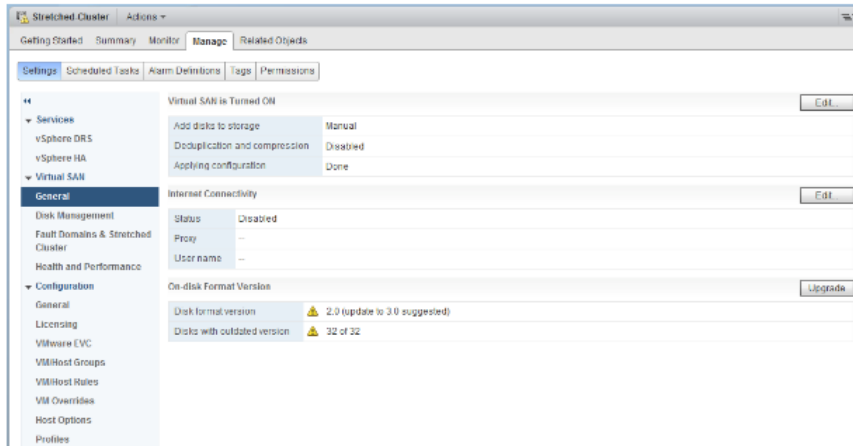 Stretched-Cluster Actions
Getting Started Summary Monitor Manage Related Objects
Settings Scheduled Tasks Alarm Definitions Tags Permissions
Services
vSphere DRS
vSphere HA
Virtual SAN
General
Disk Management
Fault Domains & Stretched
Cluster
Health and Performance
Configuration
General
Licensing
VMware EVC
VM/Host Groups
VM/Host Rules
VM Overrides
Host Options
Profiles
Virtual SAN is Turned ON Edit...
Add disks to storage Manual
Deduplication and compression Disabled
Applying configuration Done
Internet Connectivity Edit...
Status Disabled
Proxy --
User name --
On-disk Format Version Upgrade
Disk format version 2.0 (update to 3.0 suggested)
Disks with outdated version 32 of 32